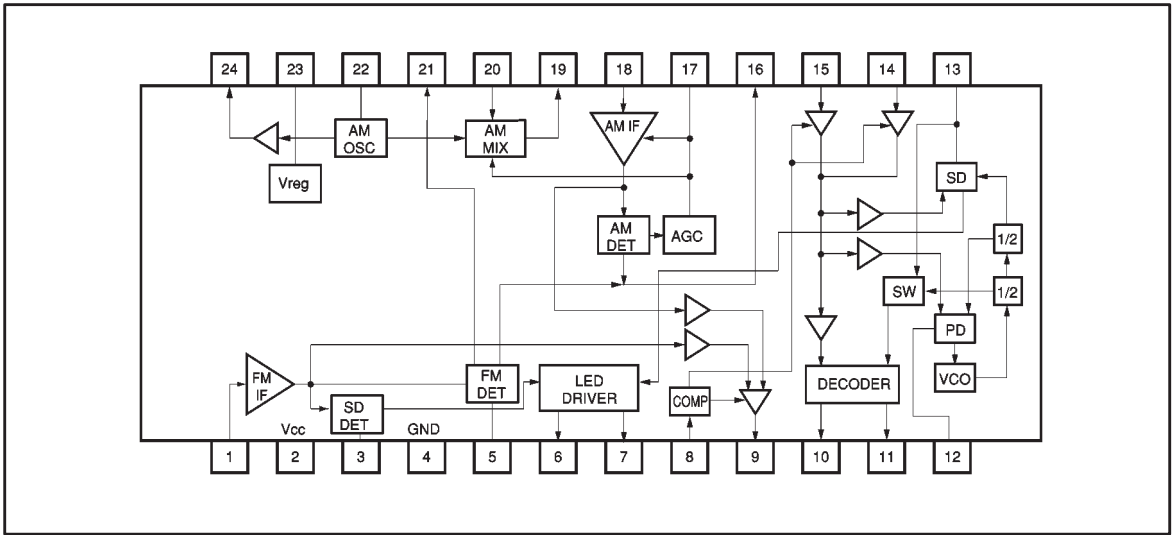 24 23 22 21 20 19 18 17 16 15 14 13
AM IF
AM
OSC
AM
MIX
Vreg
SD
AM
DET
AGC
1/2
SW
1/2
PD
FM
IF
FM
DET
LED
DRIVER
DECODER
VCO
SD
DET
COMP
Vcc
GND
1 2 3 4 5 6 7 8 9 10 11 12